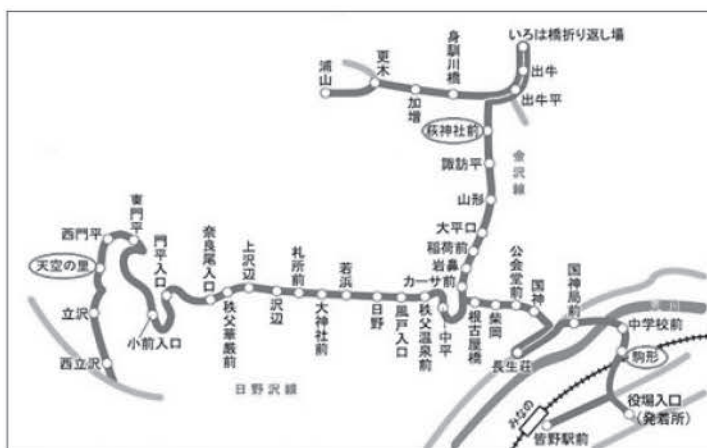 いろは橋折り返し場
出牛
出牛平
身馴川橋
加増
更木
浦山
萩神社前
諏訪平
金沢線
山形
大平口
稲荷前
岩鼻
カーサ前
公会堂前
国神
国神局前
中学校前
駒形
役場入口
(発着所)
みなの
皆野駅前
長生荘
柴岡
根古屋橋
中平
秩父温泉前
風戸入口
日野
若浜
大神社前
札所前
沢辺
上沢辺
秩父華厳前
奈良尾入口
門平入口
小前入口
東門平
西門平
天空の里
立沢
西立沢
日野沢線